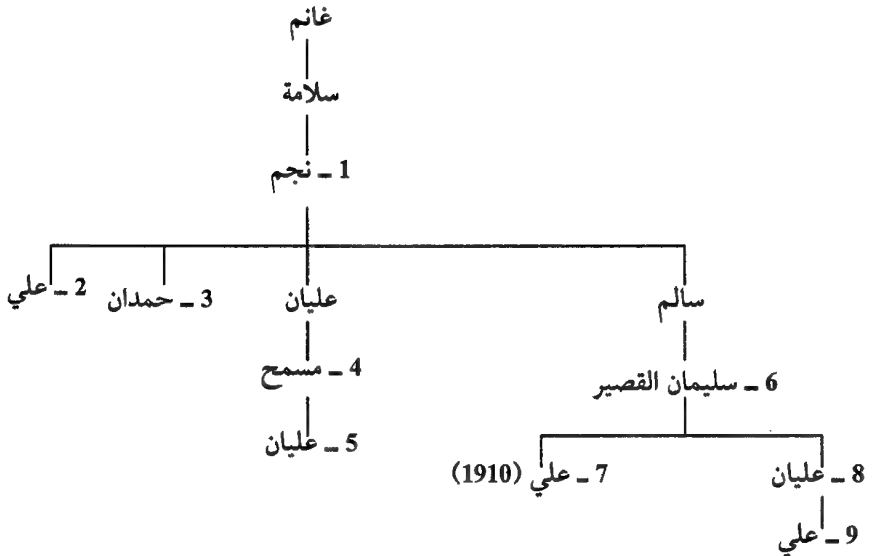 غانم
سلامة
1 ـ نجم
سالم
عليان
3 ـ حمدان
2 ـ علي
4 ـ مسمح
6 ـ سليمان القصير
5 ـ عليان
8 ـ عليان
7 ـ علي (1910)
9 ـ علي